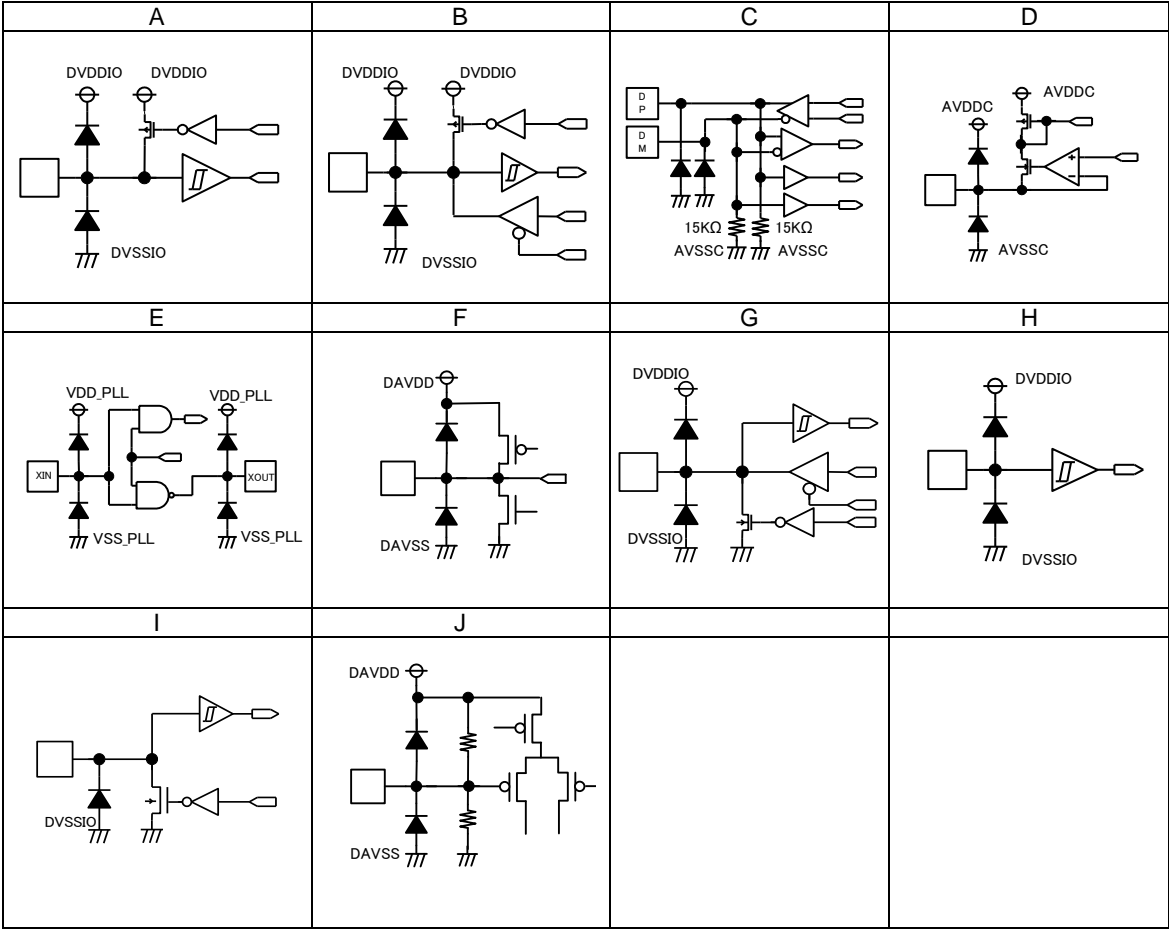 A B C D
DVDDIO DVDDIO
DVSSIO
DVDDIO DVDDIO
DVSSIO
D
P
D
M
15KΩ 15KΩ
AVSSC AVSSC
AVDDC
AVDDC
+
-
AVSSC
E F G H
VDD_PLL VDD_PLL
XIN XOUT
VSS_PLL VSS_PLL
DAVDD
DAVSS
DVDDIO
DVSSIO
DVDDIO
DVSSIO
I J
DVSSIO
DAVDD
DAVSS